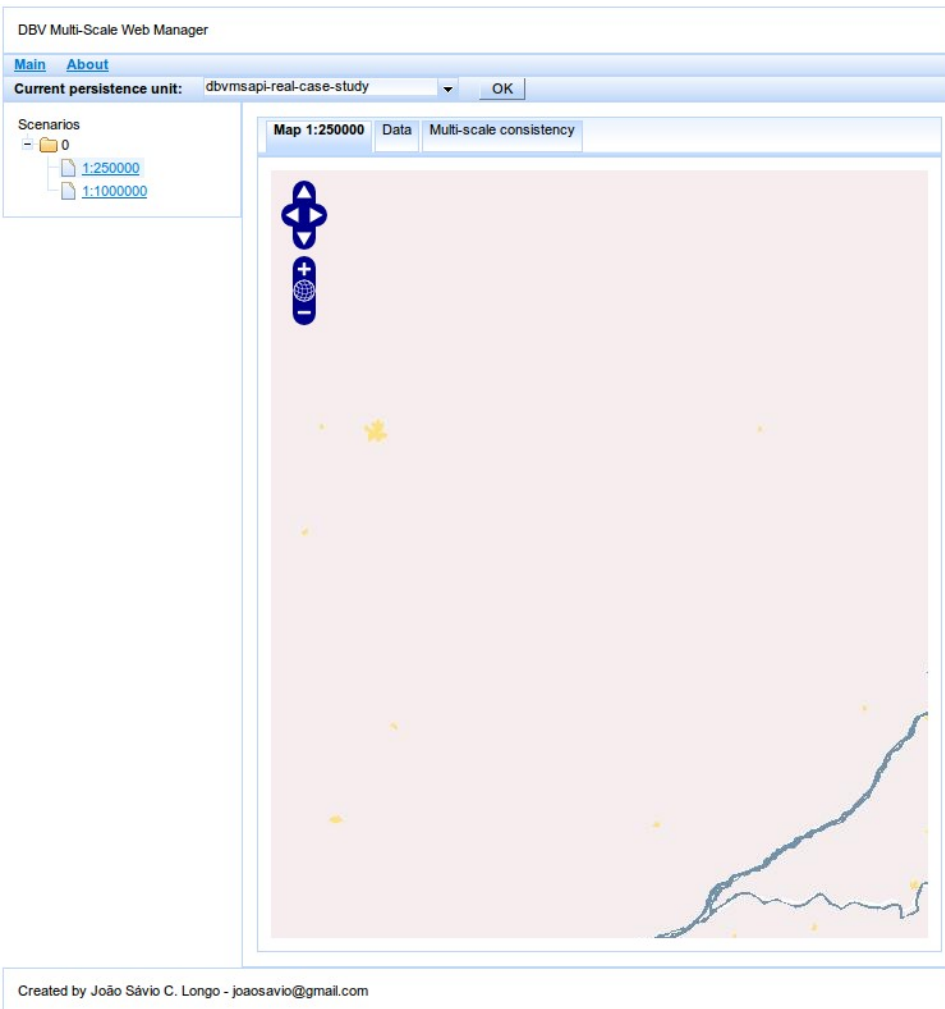 DBV Multi-Scale Web Manager
Main About
Current persistence unit: dbvmsapi-real-case-study OK
Scenarios
0
1:250000
1:1000000
Map 1:250000 Data Multi-scale consistency
Created by João Sávio C. Longo - joaosavio@gmail.com